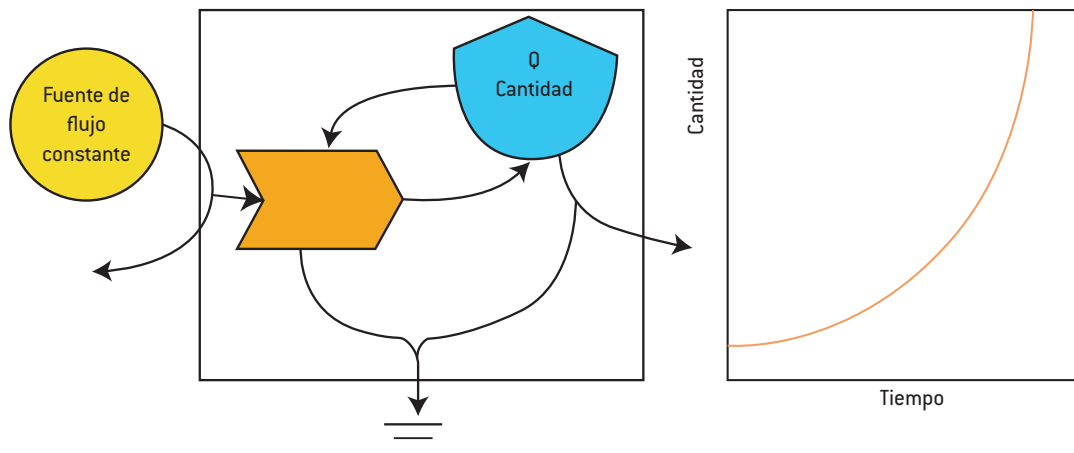 Fuente de
flujo
constante
Q
Cantidad
Cantidad
Tiempo